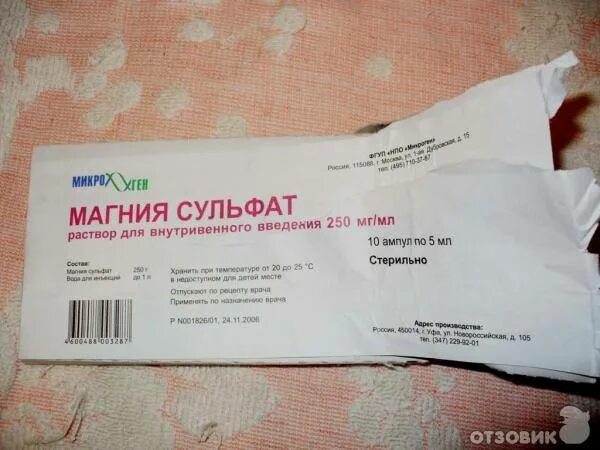 ФГУП «НПО «Микроген»
Россия, 115088, г. Москва, ул. 1-ая Дубровская, д. 15
тел. (495) 710-37-87
МИКРОГЕН
МАГНИЯ СУЛЬФАТ
раствор для внутривенного введения 250 мг/мл
10 ампул по 5 мл
Стерильно
Состав:
Магния сульфат 250 г
Вода для инъекций до 1 л
Хранить при температуре от 20 до 25 °С
в недоступном для детей месте
Отпускают по рецепту врача
Применять по назначению врача
Р N001826/01, 24.11.2006
4600488003287
Адрес производства:
Россия, 450014, г. Уфа, ул. Новороссийская, д. 105
тел. (347) 229-92-01
ОТЗОВИК